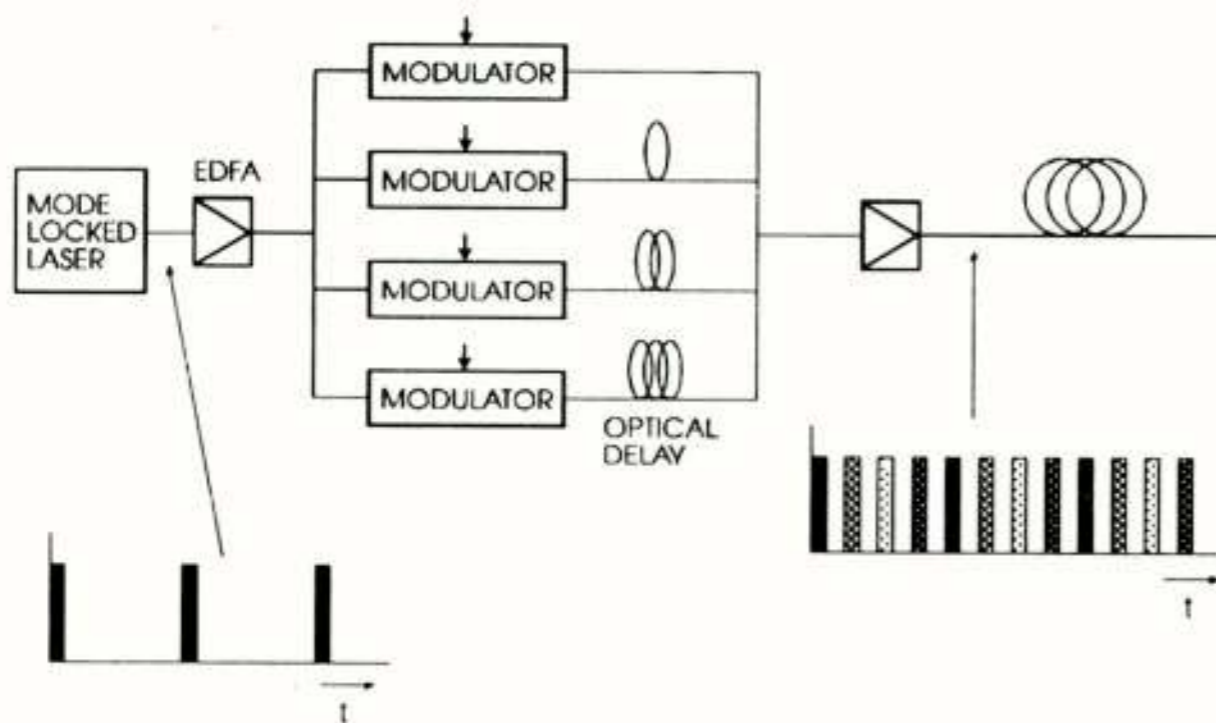 MODULATOR
EDFA
MODULATOR
MODE
LOCKED
LASER
MODULATOR
MODULATOR
OPTICAL
DELAY
t
t